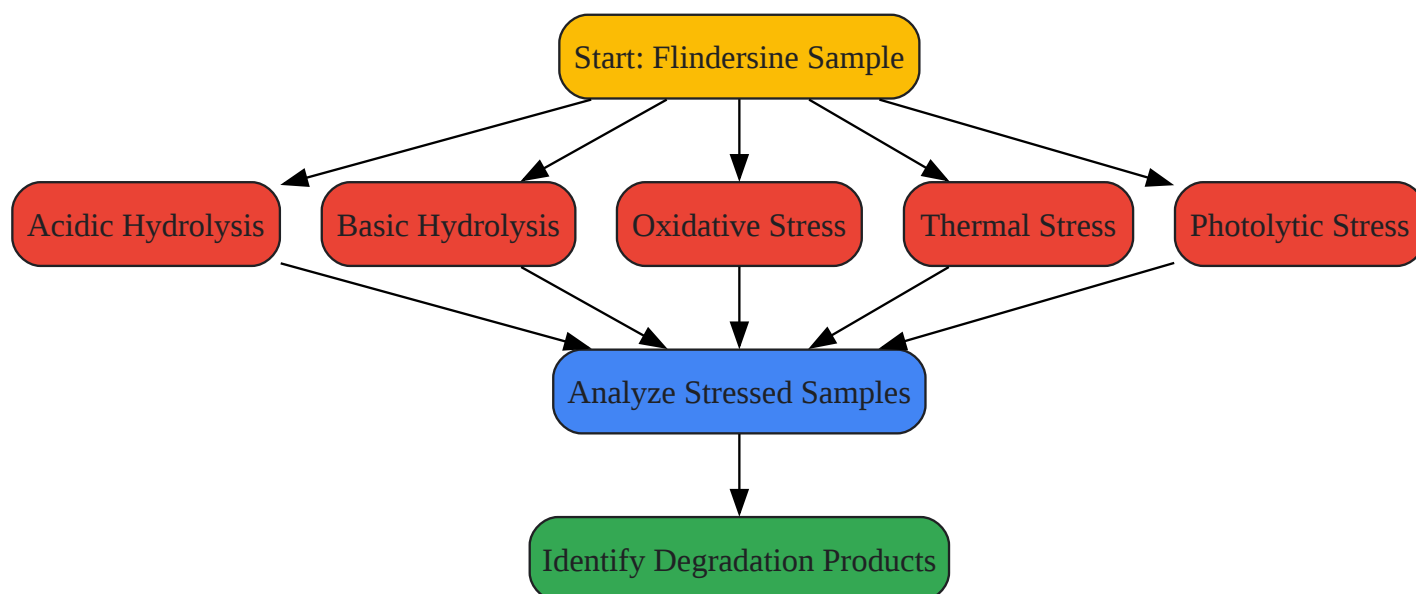 Start: Flindersine Sample
Acidic Hydrolysis
Basic Hydrolysis
Oxidative Stress
Thermal Stress
Photolytic Stress
Analyze Stressed Samples
Identify Degradation Products